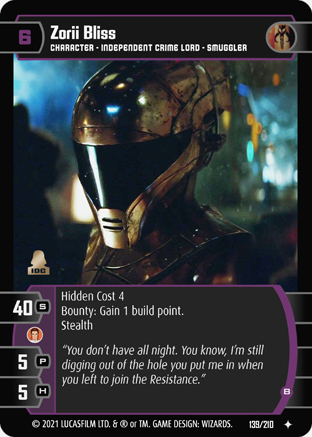 6
Zorii Bliss
CHARACTER - INDEPENDENT CRIME LORD - SMUGGLER
IDC
40 S
Hidden Cost 4
Bounty: Gain 1 build point.
Stealth
5 P
5 H
"You don't have all night. You know, I'm still
digging out of the hole you put me in when
you left to join the Resistance."
B
© 2021 LUCASFILM LTD. & ® OR TM. GAME DESIGN: WIZARDS.
139/210